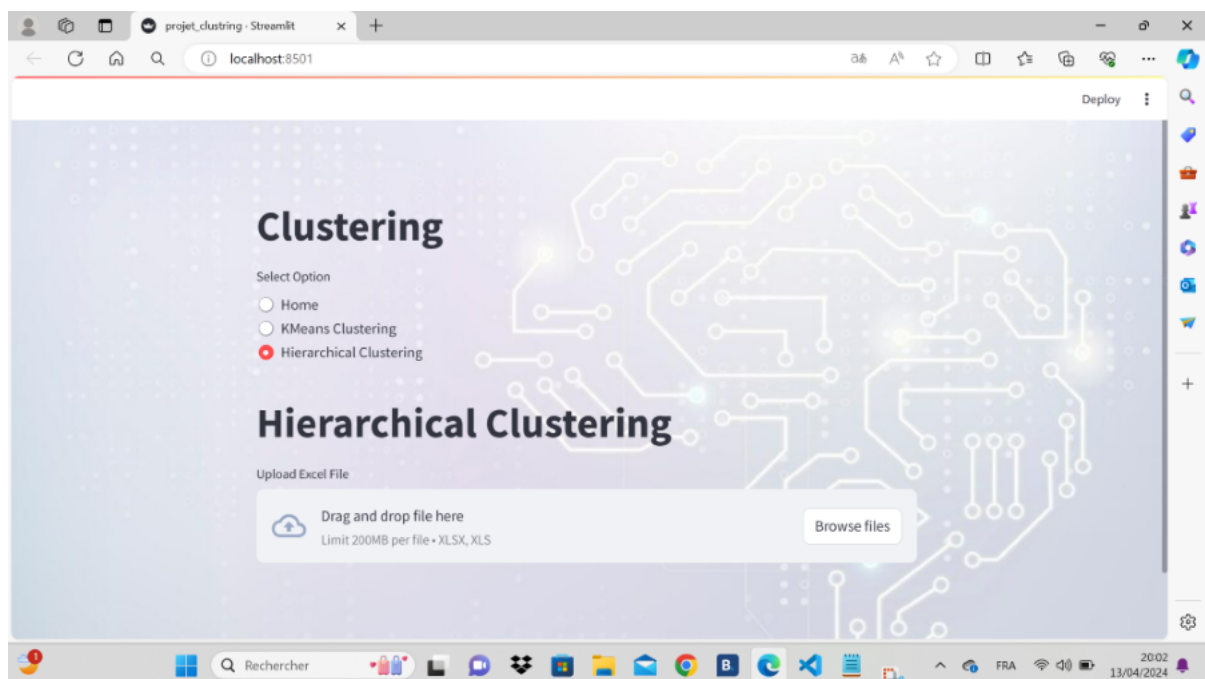 projet_clustring · Streamlit
localhost:8501
Deploy
Clustering
Select Option
Home
KMeans Clustering
Hierarchical Clustering
Hierarchical Clustering
Upload Excel File
Drag and drop file here
Limit 200MB per file • XLSX, XLS
Browse files
1
Rechercher
B.
FRA
20:02
13/04/2024